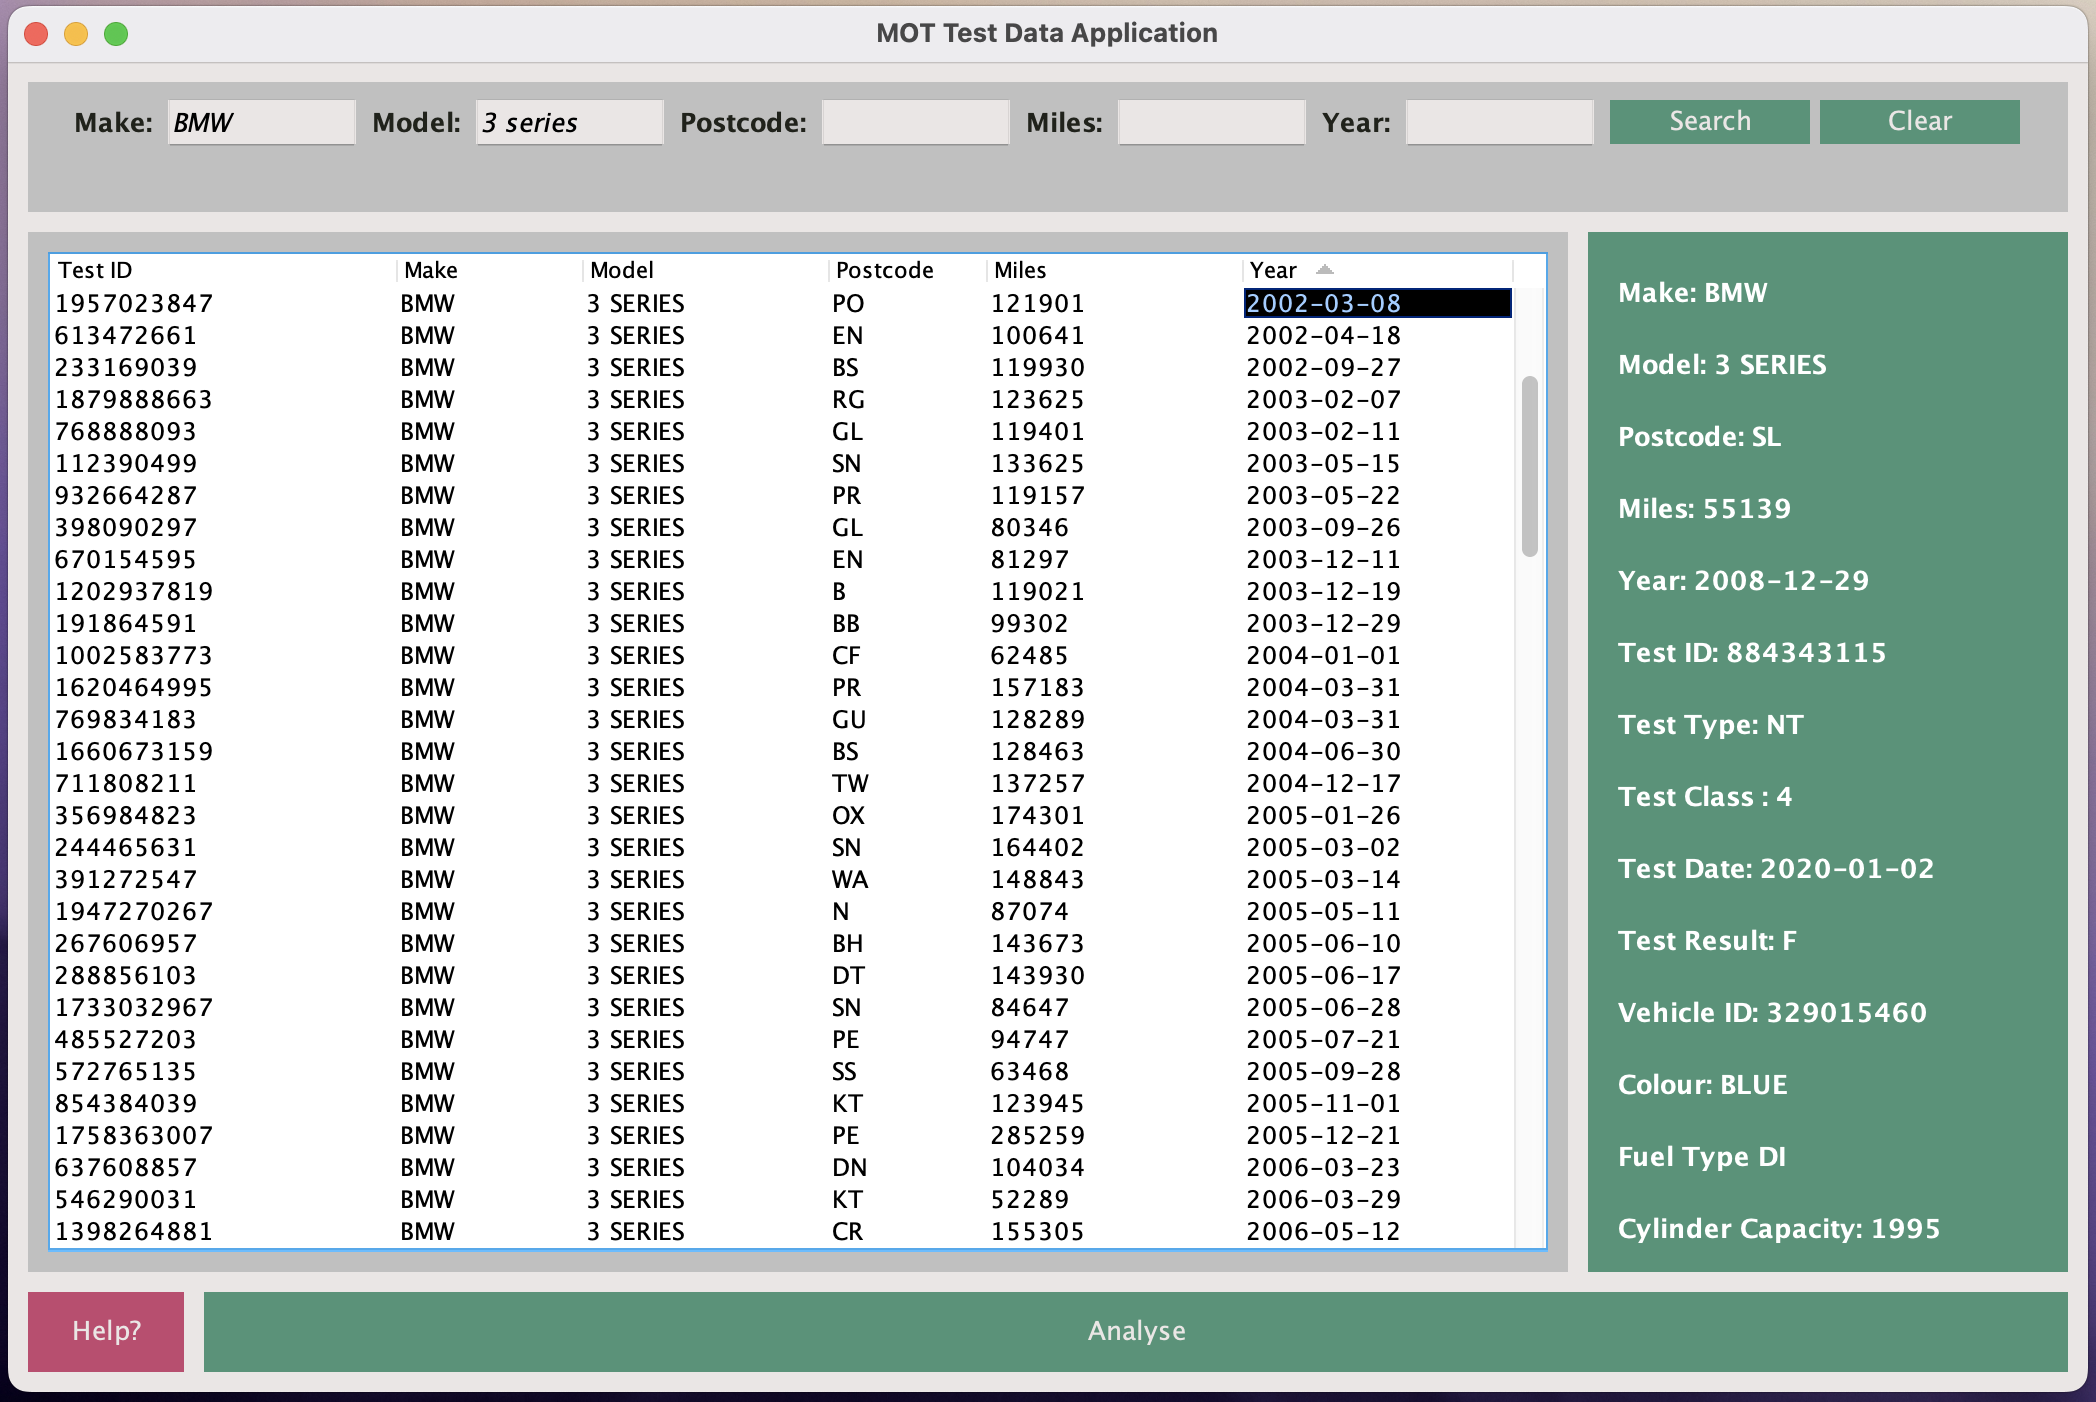 MOT Test Data Application
Make: BMW Model: 3 series Postcode: Miles: Year: Search Clear
Test ID Make Model Postcode Miles Year
1957023847 BMW 3 SERIES PO 121901 2002-03-08
613472661 BMW 3 SERIES EN 100641 2002-04-18
233169039 BMW 3 SERIES BS 119930 2002-09-27
1879888663 BMW 3 SERIES RG 123625 2003-02-07
768888093 BMW 3 SERIES GL 119401 2003-02-11
112390499 BMW 3 SERIES SN 133625 2003-05-15
932664287 BMW 3 SERIES PR 119157 2003-05-22
398090297 BMW 3 SERIES GL 80346 2003-09-26
670154595 BMW 3 SERIES EN 81297 2003-12-11
1202937819 BMW 3 SERIES B 119021 2003-12-19
191864591 BMW 3 SERIES BB 99302 2003-12-29
1002583773 BMW 3 SERIES CF 62485 2004-01-01
1620464995 BMW 3 SERIES PR 157183 2004-03-31
769834183 BMW 3 SERIES GU 128289 2004-03-31
1660673159 BMW 3 SERIES BS 128463 2004-06-30
711808211 BMW 3 SERIES TW 137257 2004-12-17
356984823 BMW 3 SERIES OX 174301 2005-01-26
244465631 BMW 3 SERIES SN 164402 2005-03-02
391272547 BMW 3 SERIES WA 148843 2005-03-14
1947270267 BMW 3 SERIES N 87074 2005-05-11
267606957 BMW 3 SERIES BH 143673 2005-06-10
288856103 BMW 3 SERIES DT 143930 2005-06-17
1733032967 BMW 3 SERIES SN 84647 2005-06-28
485527203 BMW 3 SERIES PE 94747 2005-07-21
572765135 BMW 3 SERIES SS 63468 2005-09-28
854384039 BMW 3 SERIES KT 123945 2005-11-01
1758363007 BMW 3 SERIES PE 285259 2005-12-21
637608857 BMW 3 SERIES DN 104034 2006-03-23
546290031 BMW 3 SERIES KT 52289 2006-03-29
1398264881 BMW 3 SERIES CR 155305 2006-05-12
Make: BMW
Model: 3 SERIES
Postcode: SL
Miles: 55139
Year: 2008-12-29
Test ID: 884343115
Test Type: NT
Test Class : 4
Test Date: 2020-01-02
Test Result: F
Vehicle ID: 329015460
Colour: BLUE
Fuel Type DI
Cylinder Capacity: 1995
Help? Analyse